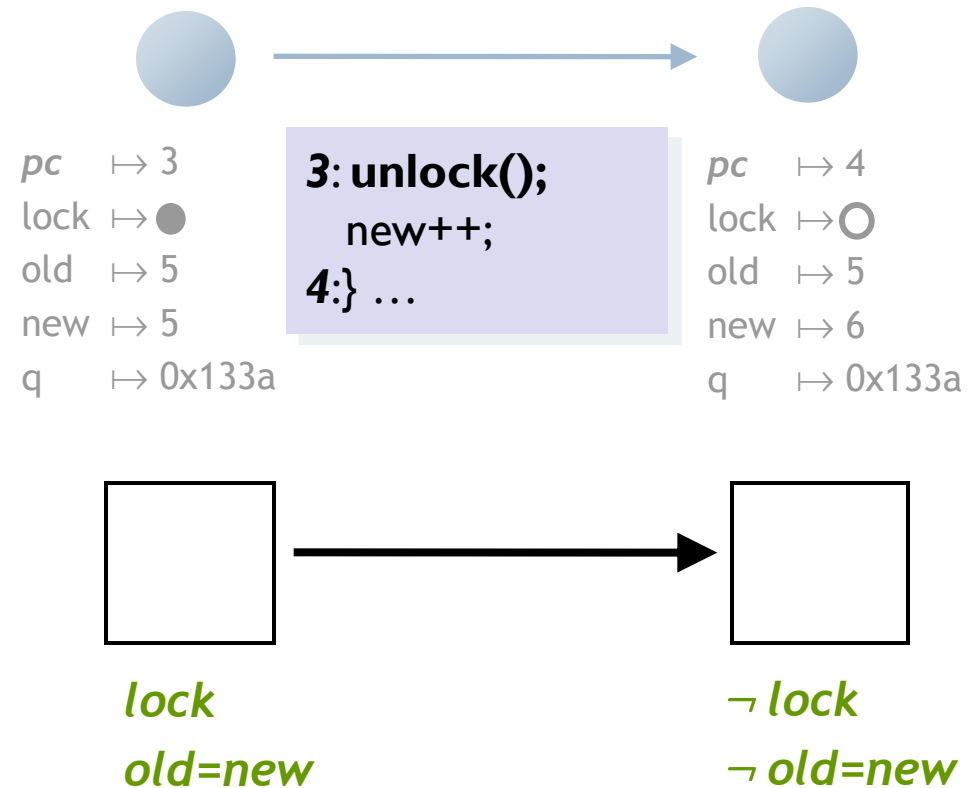 pc ↦ 3
lock ↦ ●
old ↦ 5
new ↦ 5
q ↦ 0x133a
3: unlock();
new++;
4:} …
pc ↦ 4
lock ↦ ○
old ↦ 5
new ↦ 6
q ↦ 0x133a
lock
old=new
¬ lock
¬ old=new